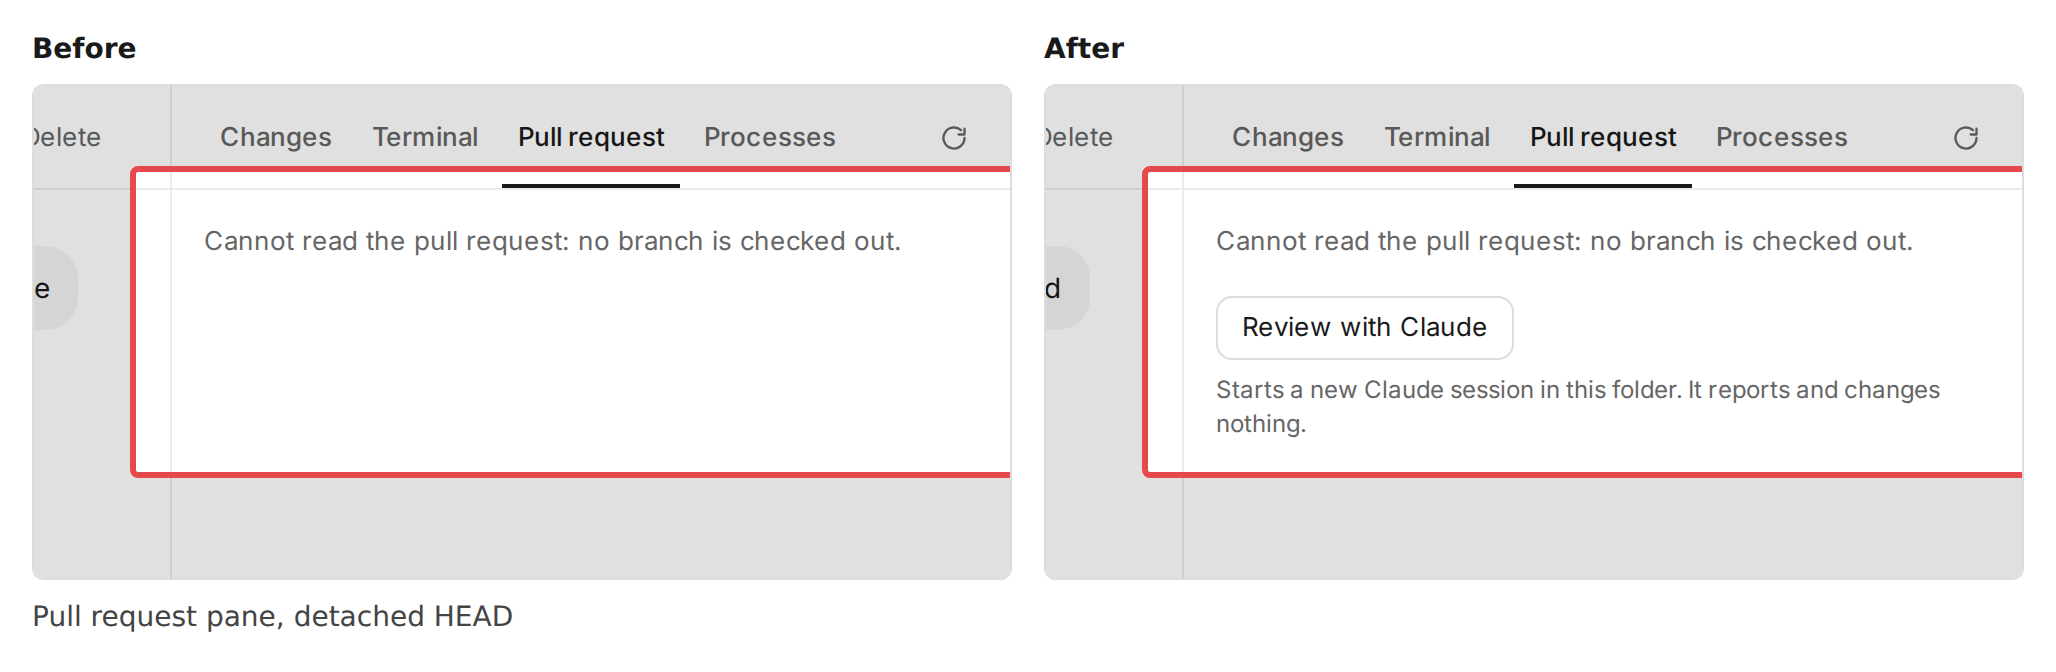 Before
Delete
Changes Terminal Pull request Processes
Cannot read the pull request: no branch is checked out.
e
After
Delete
Changes Terminal Pull request Processes
Cannot read the pull request: no branch is checked out.
d
Review with Claude
Starts a new Claude session in this folder. It reports and changes
nothing.
Pull request pane, detached HEAD